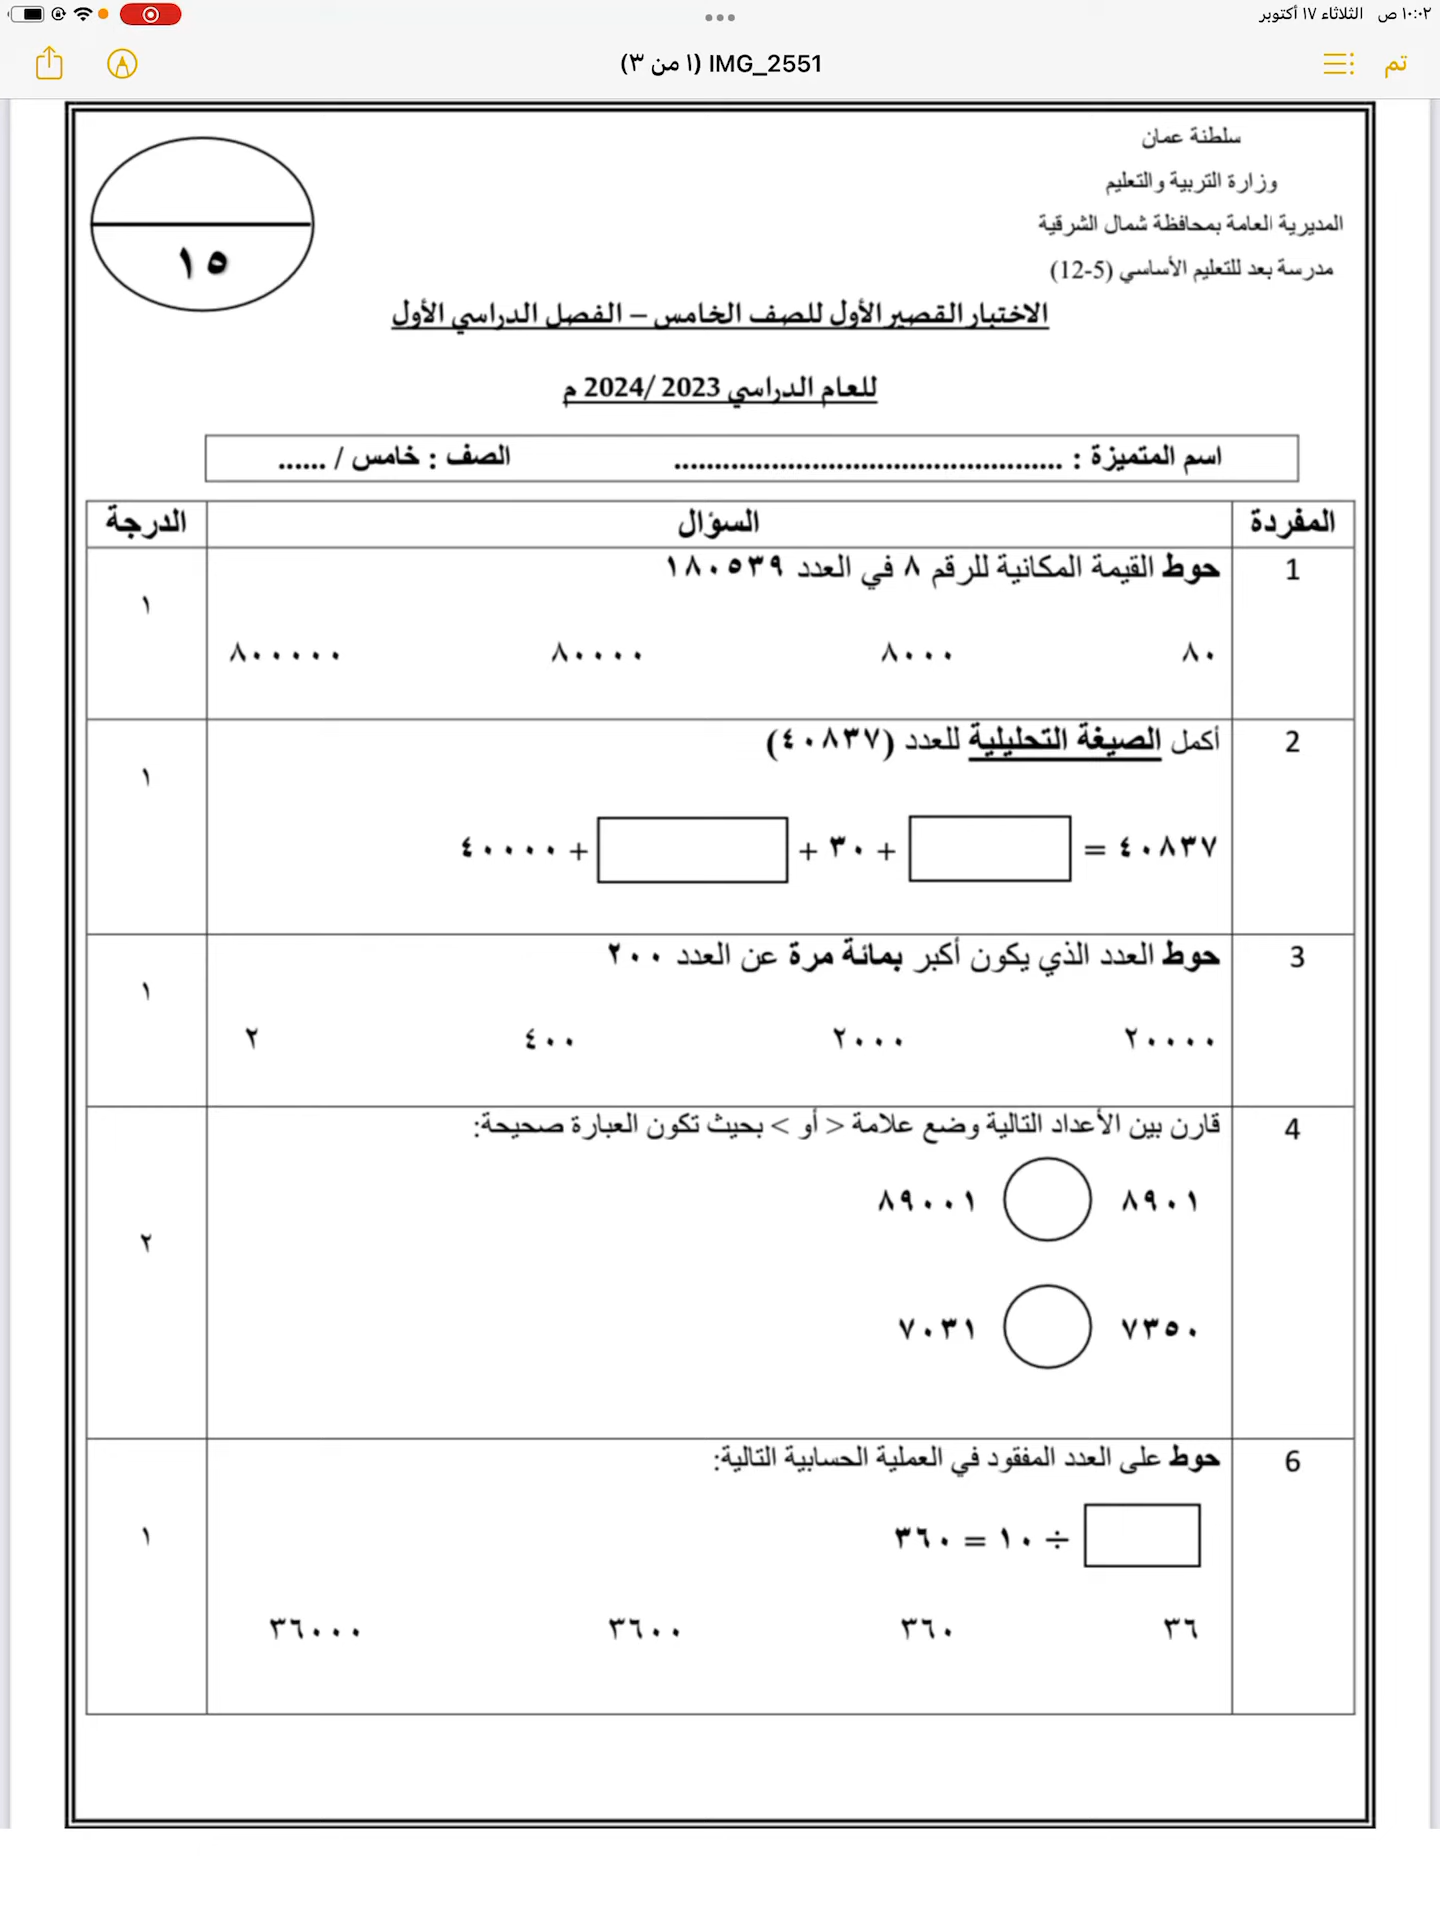 ١٠:٠٢ ص الثلاثاء ١٧ أكتوبر
تم
IMG_2551 (١ من ٣)
سلطنة عمان
وزارة التربية والتعليم
المديرية العامة بمحافظة شمال الشرقية
مدرسة بعد للتعليم الأساسي (5-12)
١٥
الاختبار القصير الأول للصف الخامس – الفصل الدراسي الأول
للعام الدراسي 2023 /2024 م
اسم المتميزة : ................................................ الصف : خامس / ......
المفردة السؤال الدرجة
1 حوط القيمة المكانية للرقم ٨ في العدد ١٨٠٥٣٩
١
٨٠ ٨٠٠٠ ٨٠٠٠٠ ٨٠٠٠٠٠
2 أكمل الصيغة التحليلية للعدد (٤٠٨٣٧)
١
٤٠٨٣٧ = + ٣٠ + + ٤٠٠٠٠
3 حوط العدد الذي يكون أكبر بمائة مرة عن العدد ٢٠٠
١
٢٠٠٠٠ ٢٠٠٠ ٤٠٠ ٢
4 قارن بين الأعداد التالية وضع علامة < أو > بحيث تكون العبارة صحيحة:
٨٩٠١ ٨٩٠٠١
٢
٧٣٥٠ ٧٠٣١
6 حوط على العدد المفقود في العملية الحسابية التالية:
÷ ١٠ = ٣٦٠
١
٣٦ ٣٦٠ ٣٦٠٠ ٣٦٠٠٠